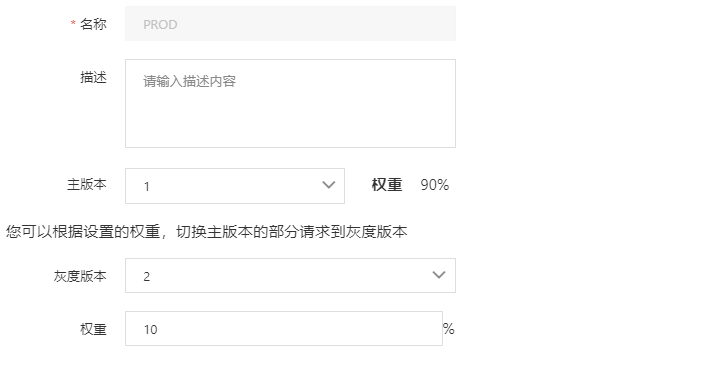 * 名称 PROD
描述 请输入描述内容
主版本 1 权重 90%
您可以根据设置的权重，切换主版本的部分请求到灰度版本
灰度版本 2
权重 10 %